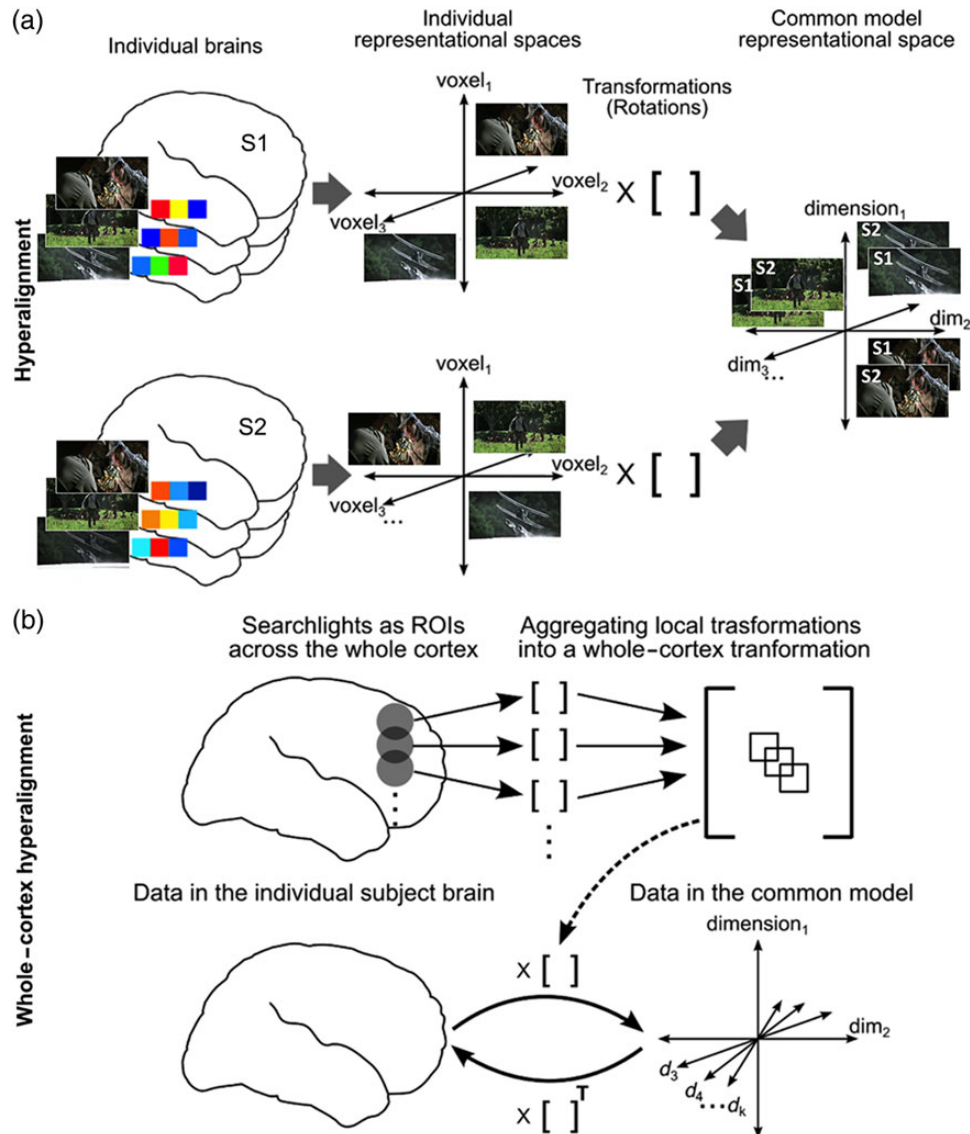 (a)
Individual brains
Individual
representational spaces
Common model
representational space
Transformations
(Rotations)
Hyperalignment
S1
voxel1
voxel2
voxel3
X [ ]
dimension1
dim2
dim3
...
S2
S1
S2
S1
S1
S2
S2
voxel1
voxel2
voxel3
...
X [ ]
(b)
Whole-cortex hyperalignment
Searchlights as ROIs
across the whole cortex
Aggregating local trasformations
into a whole-cortex tranformation
[ ]
[ ]
[ ]
Data in the individual subject brain
Data in the common model
X [ ]
X [ ]T
dimension1
dim2
d3
d4
...dk